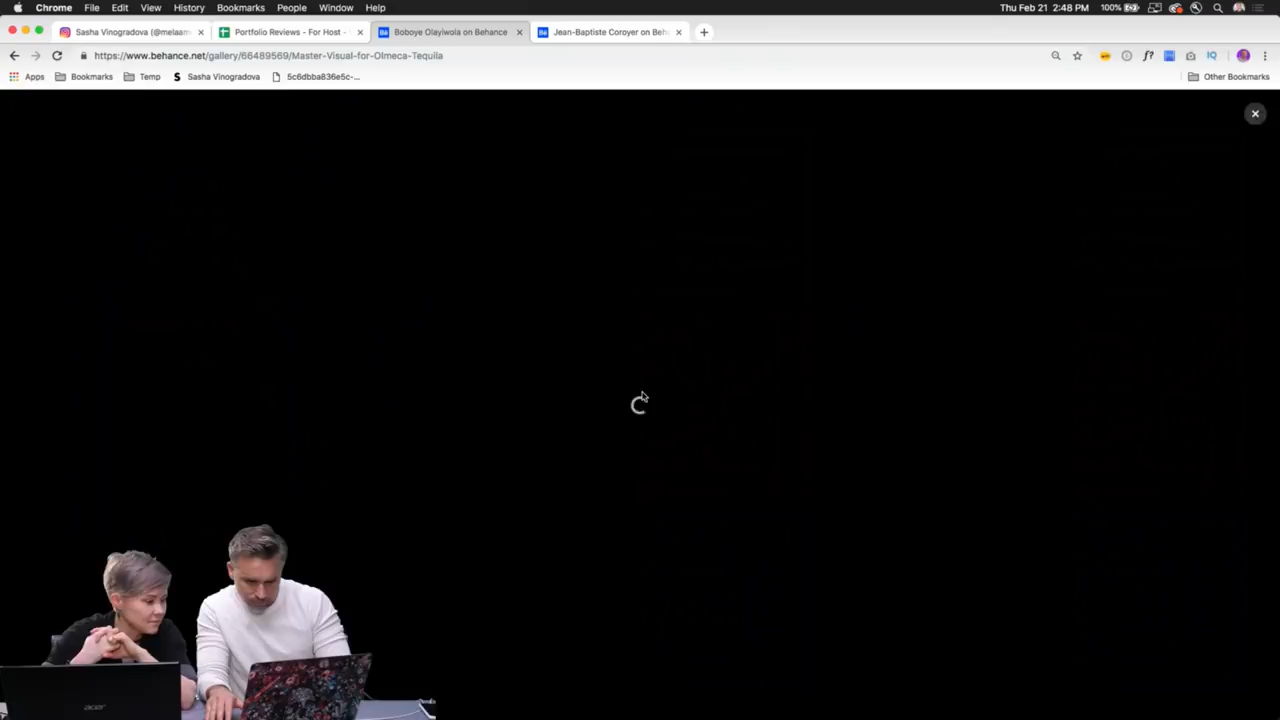 Chrome File Edit View History Bookmarks People Window Help
100%
Thu Feb 21 2:48 PM
Sasha Vinogradova (@melaam
Portfolio Reviews - For Host -
Boboye Olayiwola on Behance
Jean-Baptiste Coroyer on Beh
https://www.behance.net/gallery/66489569/Master-Visual-for-Olmeca-Tequila
f?
IQ
Apps
Bookmarks
Temp
S
Sasha Vinogradova
5c6dbba836e5c-...
Other Bookmarks
acer